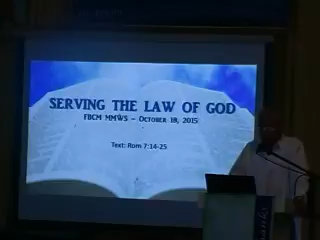 SERVING THE LAW OF GOD
FBCM MMWS – OCTOBER 18, 2015
Text: Rom 7:14-25